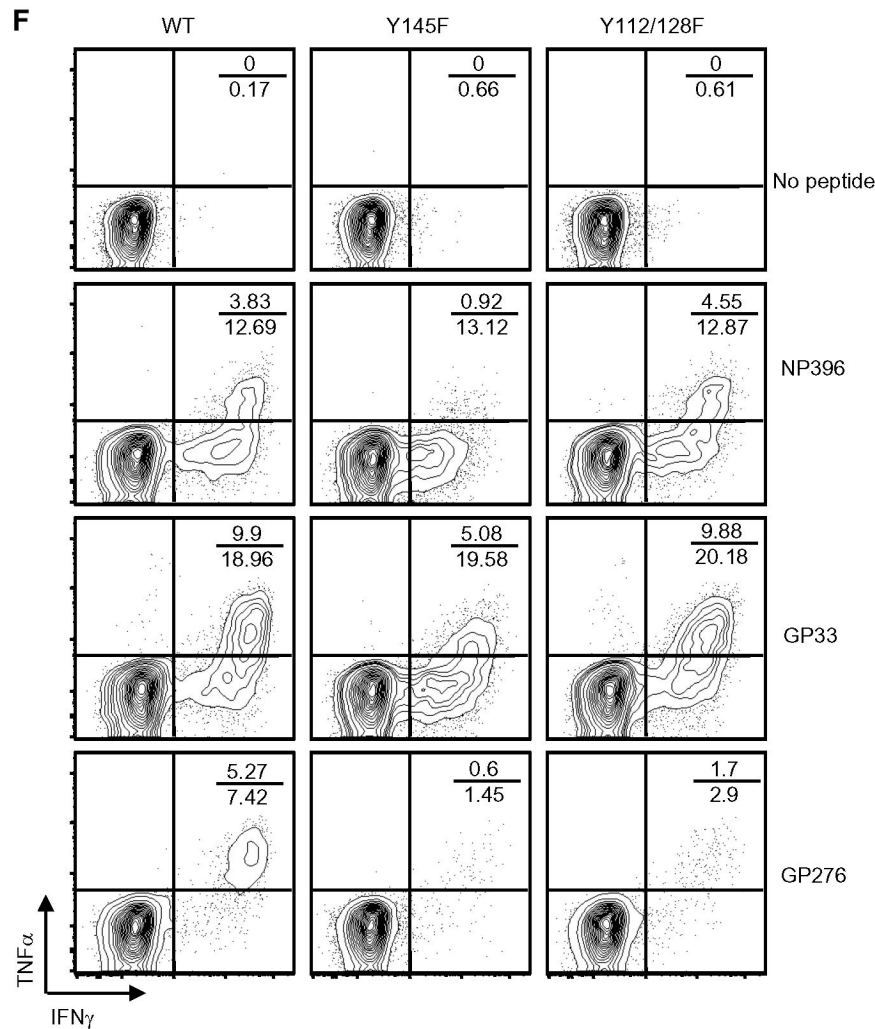 F
WT Y145F Y112/128F
0 0 0
0.17 0.66 0.61
No peptide
3.83 0.92 4.55
12.69 13.12 12.87
NP396
9.9 5.08 9.88
18.96 19.58 20.18
GP33
5.27 0.6 1.7
7.42 1.45 2.9
GP276
TNFα
IFNγ